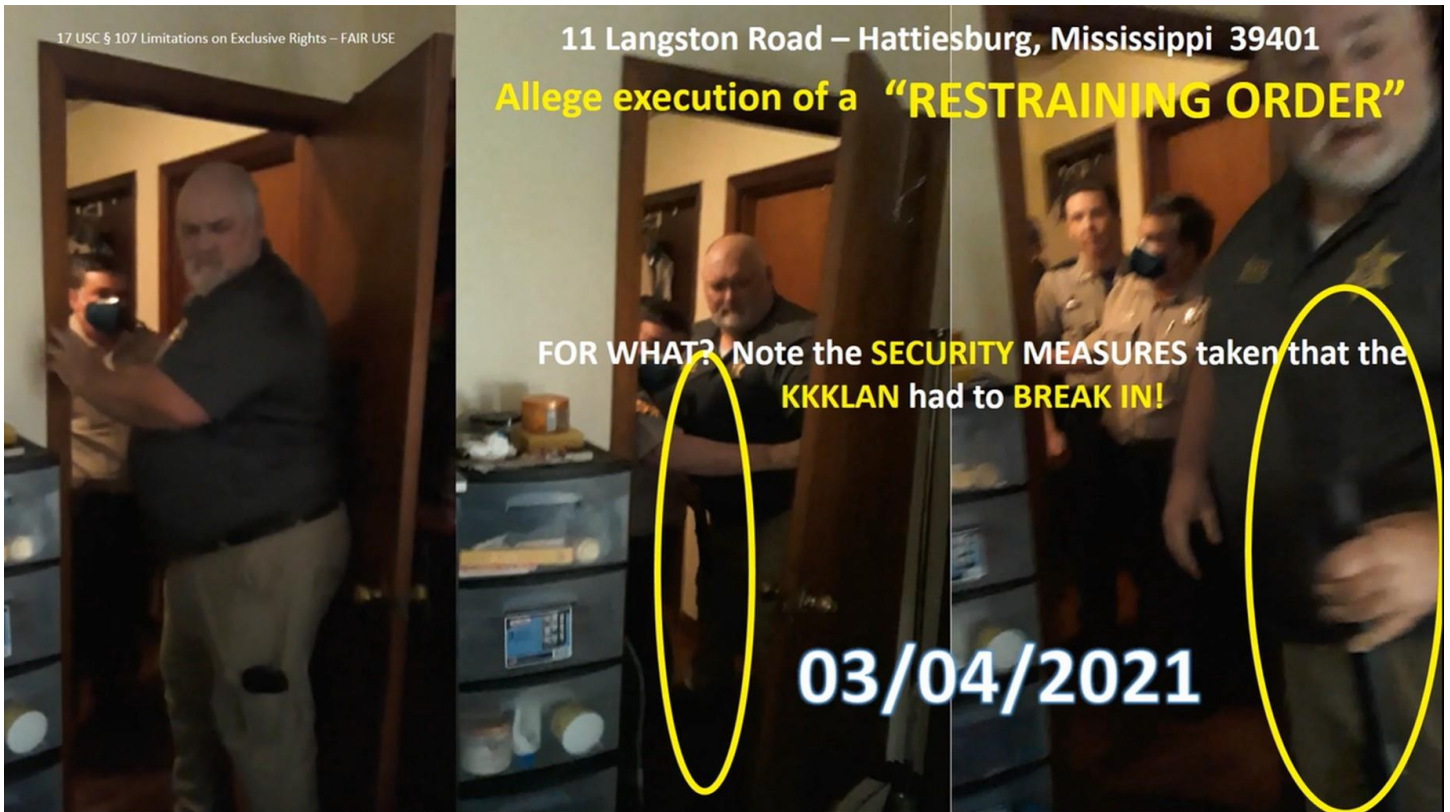 17 USC § 107 Limitations on Exclusive Rights – FAIR USE
11 Langston Road – Hattiesburg, Mississippi  39401
Allege execution of a  “RESTRAINING ORDER”
FOR WHAT?  Note the SECURITY MEASURES taken that the
KKKLAN had to BREAK IN!
03/04/2021